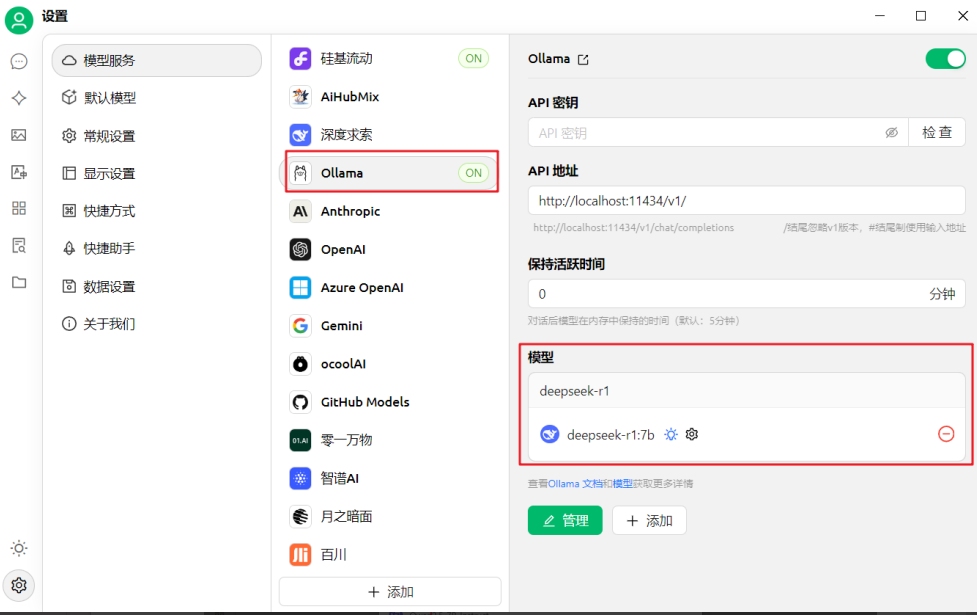 设置
模型服务
默认模型
常规设置
显示设置
快捷方式
快捷助手
数据设置
关于我们
硅基流动 ON
AiHubMix
深度求索
Ollama ON
Anthropic
OpenAI
Azure OpenAI
Gemini
ocoolAI
GitHub Models
01.AI 零一万物
智谱AI
月之暗面
百川
+ 添加
Ollama
API 密钥
API 密钥 检 查
API 地址
http://localhost:11434/v1/
http://localhost:11434/v1/chat/completions /结尾忽略v1版本，#结尾制使用输入地址
保持活跃时间
0 分钟
对话后模型在内存中保持的时间（默认：5分钟）
模型
deepseek-r1
deepseek-r1:7b
查看Ollama 文档和模型获取更多详情
管理 + 添加